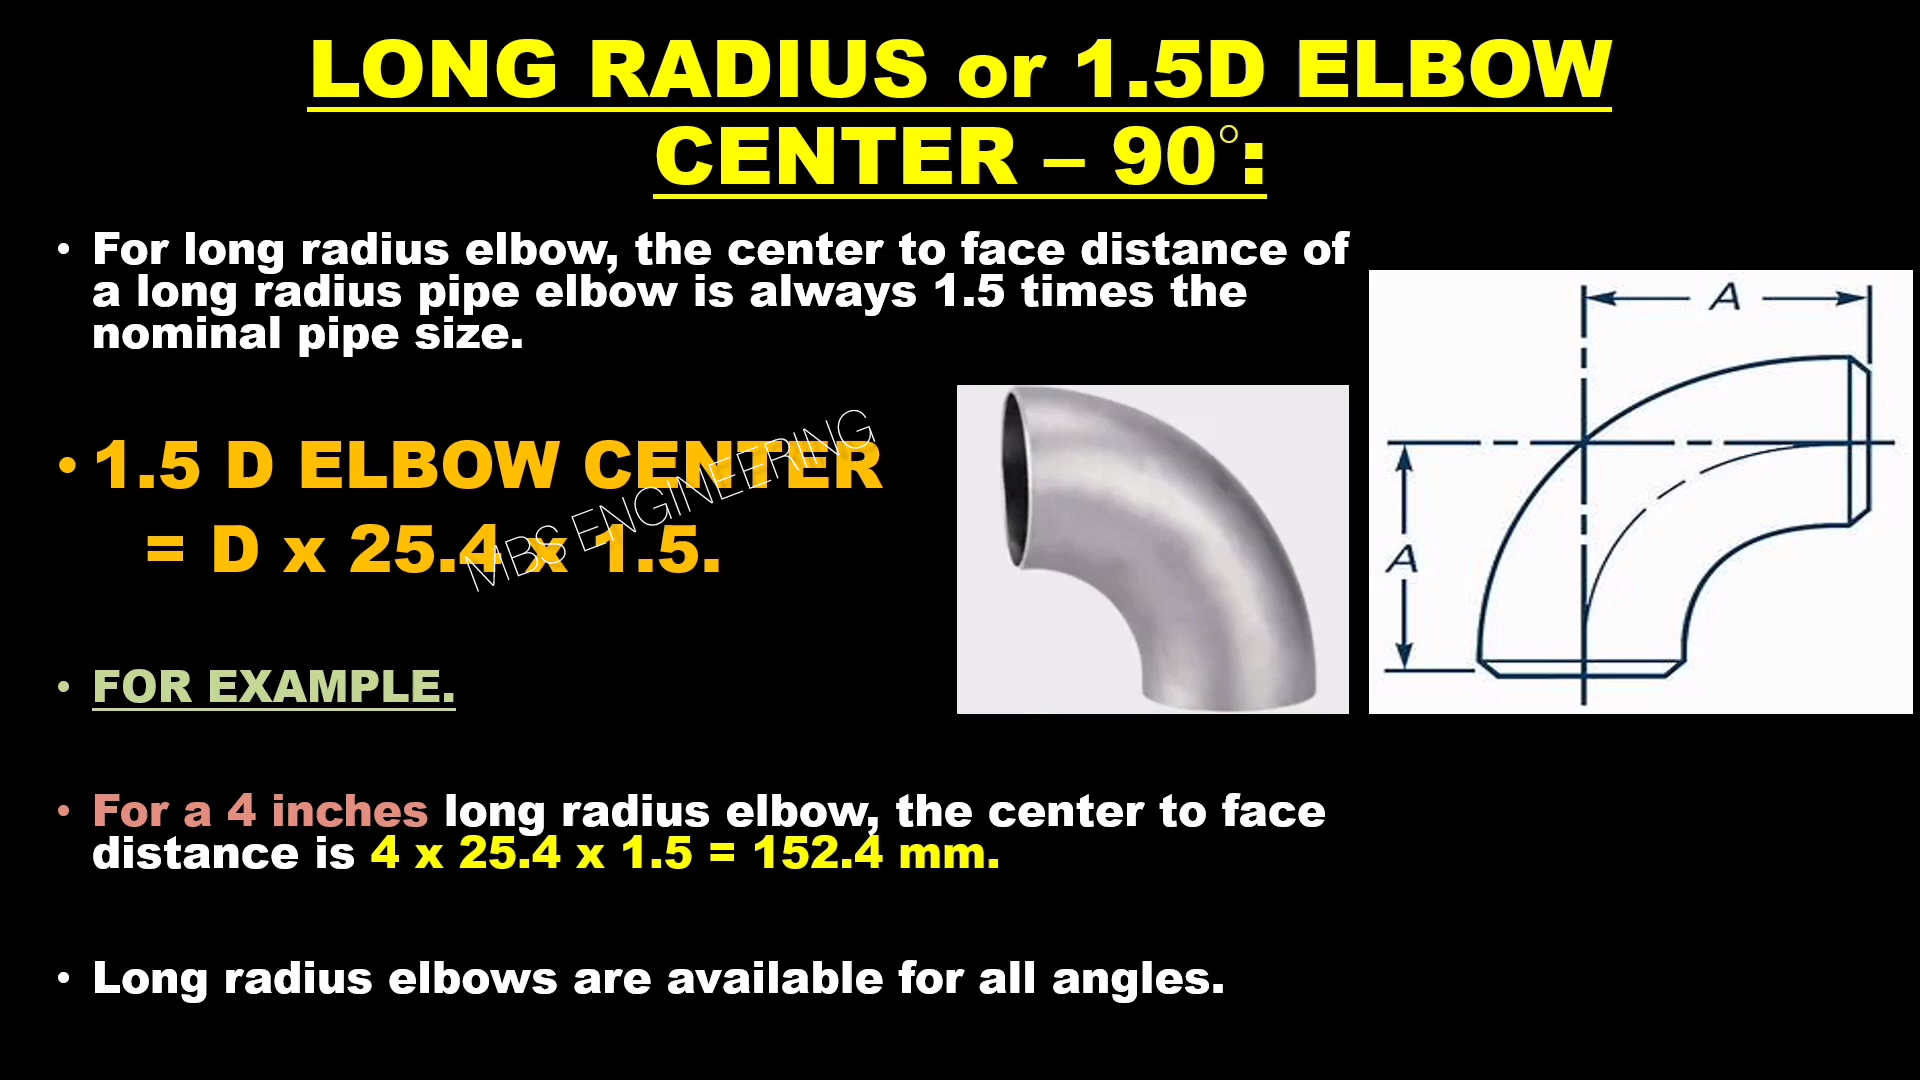 LONG RADIUS or 1.5D ELBOW
CENTER – 90°:
• For long radius elbow, the center to face distance of
a long radius pipe elbow is always 1.5 times the
nominal pipe size.
• 1.5 D ELBOW CENTER
= D x 25.4 x 1.5.
MBS ENGINEERING
• FOR EXAMPLE.
• For a 4 inches long radius elbow, the center to face
distance is 4 x 25.4 x 1.5 = 152.4 mm.
• Long radius elbows are available for all angles.
A
A